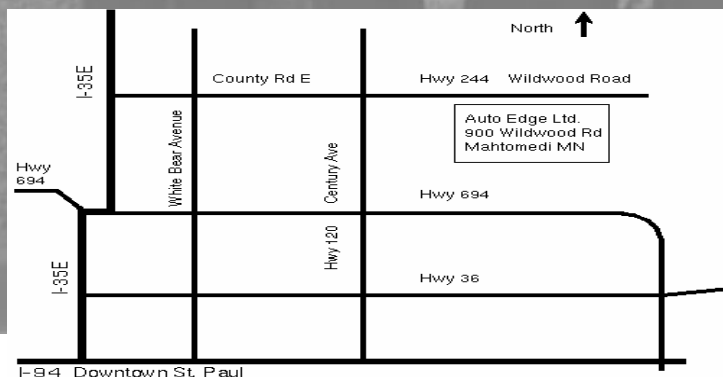 North
County Rd E
Hwy 244 Wildwood Road
I-35E
Auto Edge Ltd.
900 Wildwood Rd
Mahtomedi MN
White Bear Avenue
Century Ave
Hwy
694
Hwy 694
Hwy 120
I-35E
Hwy 36
I-94 Downtown St. Paul